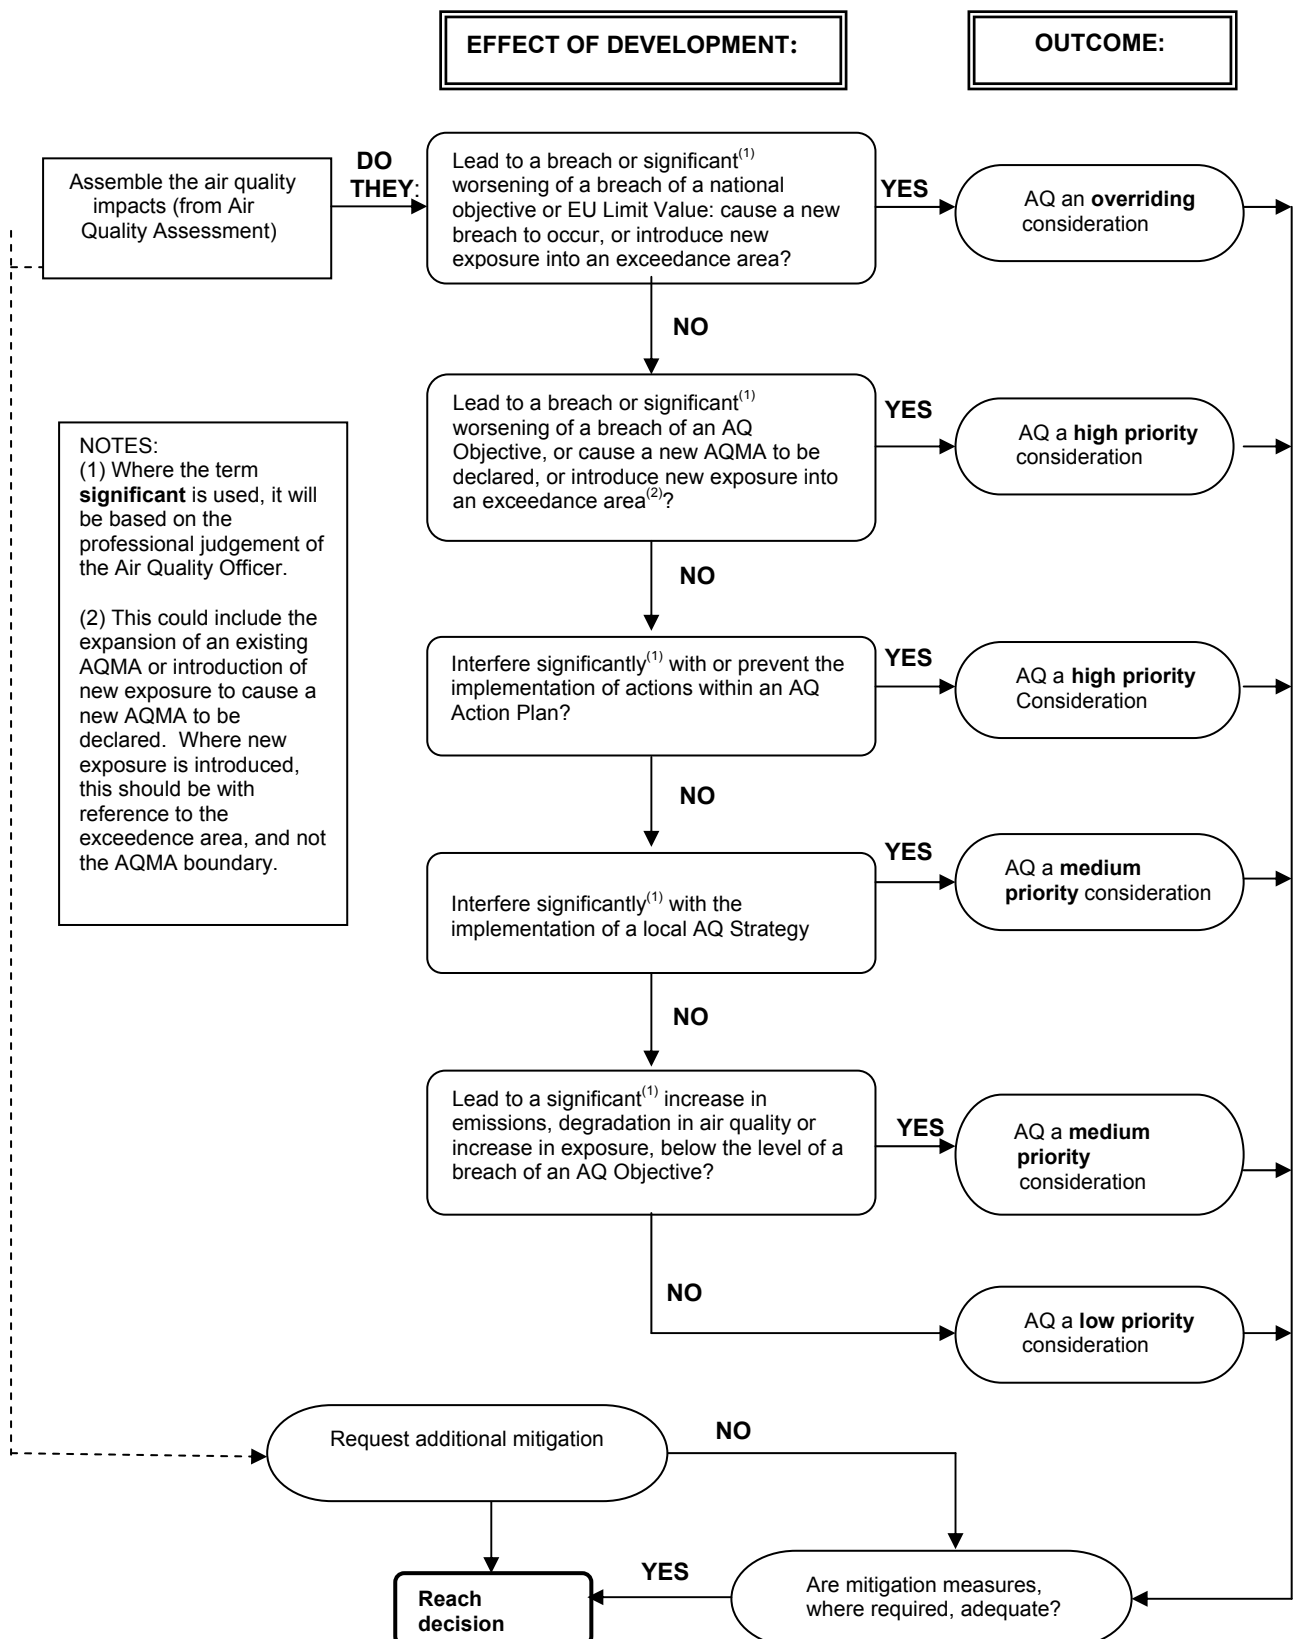 EFFECT OF DEVELOPMENT:
OUTCOME:
Assemble the air quality
impacts (from Air
Quality Assessment)
DO
THEY:
Lead to a breach or significant(1)
worsening of a breach of a national
objective or EU Limit Value: cause a new
breach to occur, or introduce new
exposure into an exceedance area?
YES
AQ an overriding
consideration
NO
Lead to a breach or significant(1)
worsening of a breach of an AQ
Objective, or cause a new AQMA to be
declared, or introduce new exposure into
an exceedance area(2)?
YES
AQ a high priority
consideration
NOTES:
(1) Where the term
significant is used, it will
be based on the
professional judgement of
the Air Quality Officer.
(2) This could include the
expansion of an existing
AQMA or introduction of
new exposure to cause a
new AQMA to be
declared. Where new
exposure is introduced,
this should be with
reference to the
exceedence area, and not
the AQMA boundary.
NO
Interfere significantly(1) with or prevent the
implementation of actions within an AQ
Action Plan?
YES
AQ a high priority
Consideration
NO
Interfere significantly(1) with the
implementation of a local AQ Strategy
YES
AQ a medium
priority consideration
NO
Lead to a significant(1) increase in
emissions, degradation in air quality or
increase in exposure, below the level of a
breach of an AQ Objective?
YES
AQ a medium
priority
consideration
NO
AQ a low priority
consideration
Request additional mitigation
NO
Are mitigation measures,
where required, adequate?
YES
Reach
decision